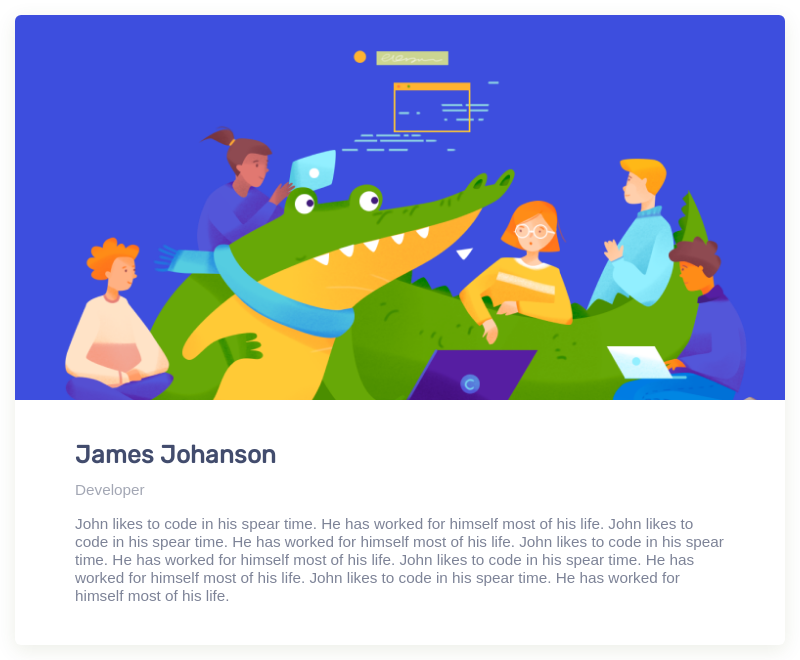 James Johanson
Developer
John likes to code in his spear time. He has worked for himself most of his life. John likes to
code in his spear time. He has worked for himself most of his life. John likes to code in his spear
time. He has worked for himself most of his life. John likes to code in his spear time. He has
worked for himself most of his life. John likes to code in his spear time. He has worked for
himself most of his life.